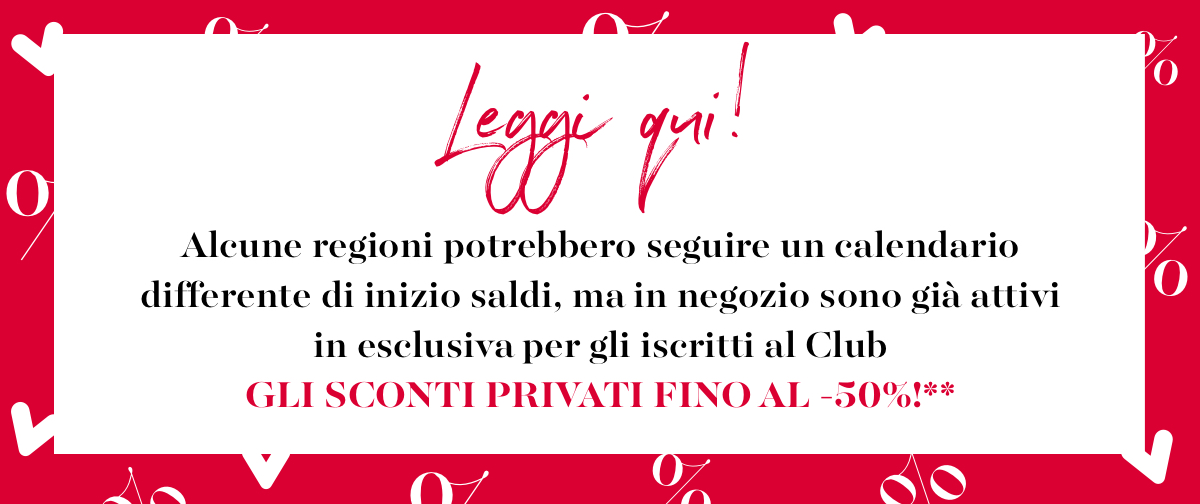 Leggi qui!
Alcune regioni potrebbero seguire un calendario
differente di inizio saldi, ma in negozio sono già attivi
in esclusiva per gli iscritti al Club
GLI SCONTI PRIVATI FINO AL -50%!**